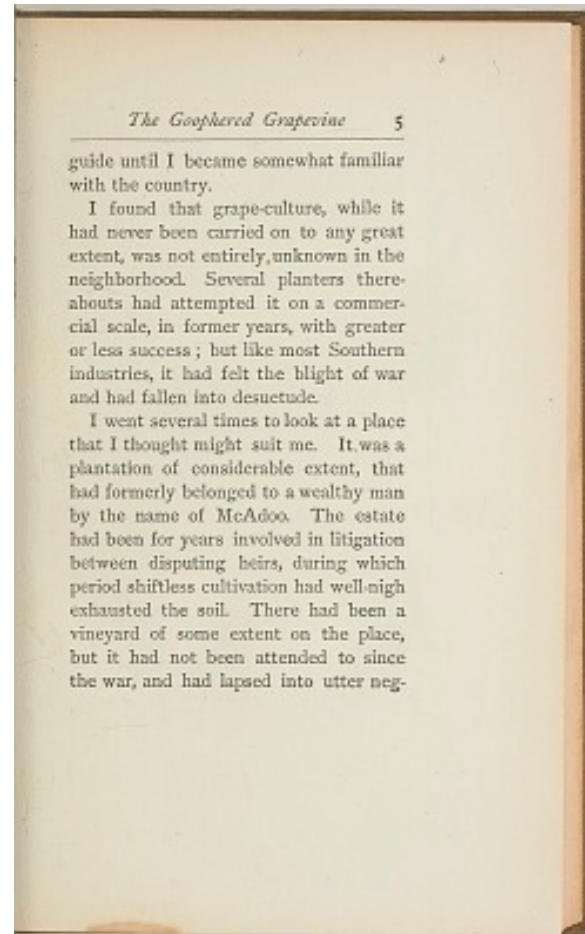 The Goophered Grapevine 5
guide until I became somewhat familiar
with the country.
I found that grape-culture, while it
had never been carried on to any great
extent, was not entirely unknown in the
neighborhood. Several planters there-
abouts had attempted it on a commer-
cial scale, in former years, with greater
or less success; but like most Southern
industries, it had felt the blight of war
and had fallen into desuetude.
I went several times to look at a place
that I thought might suit me. It was a
plantation of considerable extent, that
had formerly belonged to a wealthy man
by the name of McAdoo. The estate
had been for years involved in litigation
between disputing heirs, during which
period shiftless cultivation had well-nigh
exhausted the soil. There had been a
vineyard of some extent on the place,
but it had not been attended to since
the war, and had lapsed into utter neg-